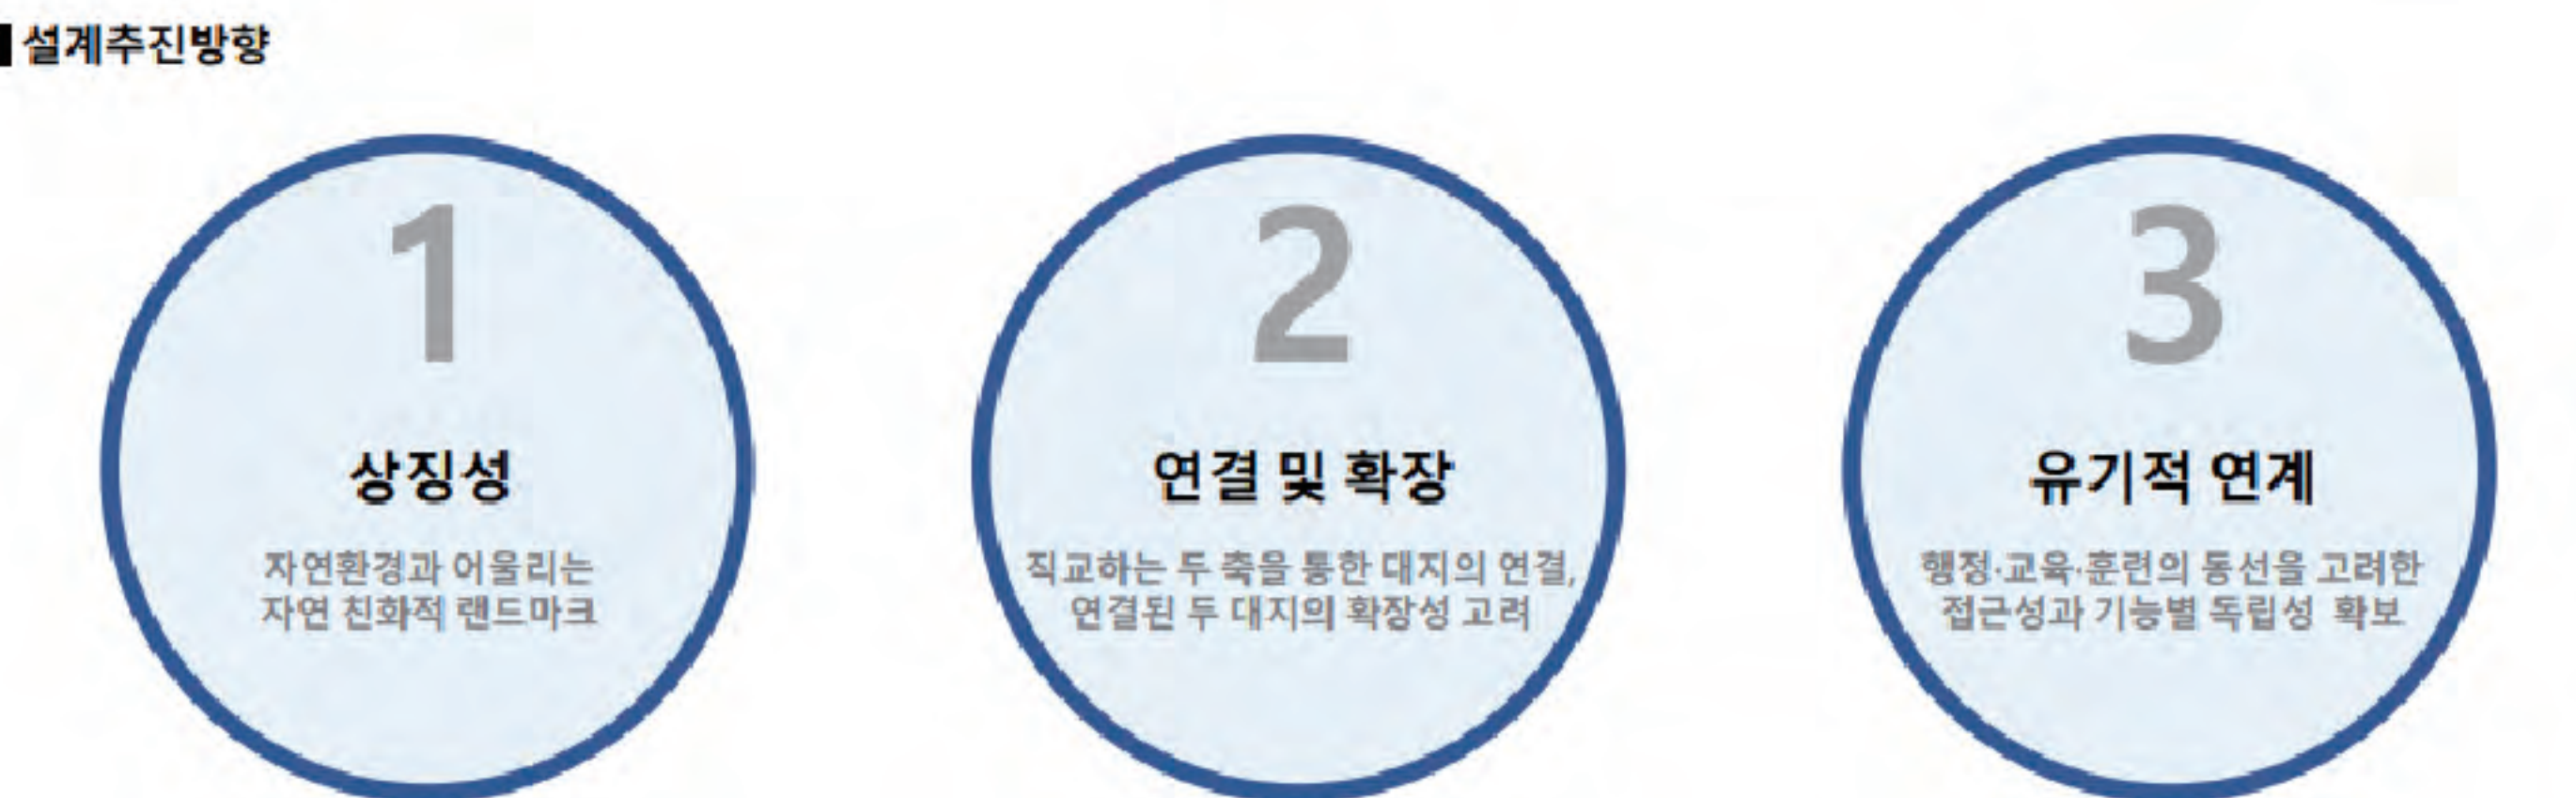 설계추진방향
1
상징성
자연환경과 어울리는
자연 친화적 랜드마크
2
연결 및 확장
직교하는 두 축을 통한 대지의 연결,
연결된 두 대지의 확장성 고려
3
유기적 연계
행정·교육·훈련의 동선을 고려한
접근성과 기능별 독립성 확보